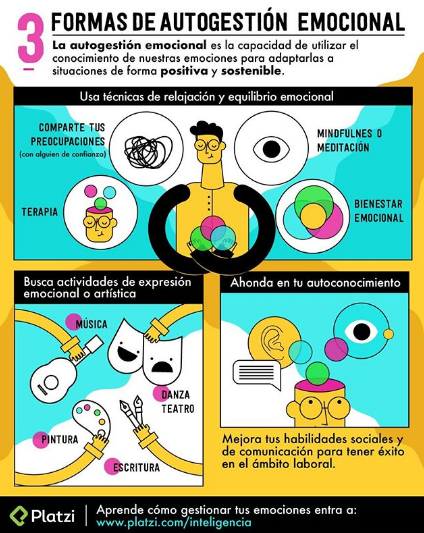 3 FORMAS DE AUTOGESTIÓN EMOCIONAL
La autogestión emocional es la capacidad de utilizar el
conocimiento de nuestras emociones para adaptarlas a
situaciones de forma positiva y sostenible.
Usa técnicas de relajación y equilibrio emocional
COMPARTE TUS
PREOCUPACIONES
(con alguien de confianza)
MINDFULNES O
MEDITACIÓN
TERAPIA
BIENESTAR
EMOCIONAL
Busca actividades de expresión
emocional o artística
MÚSICA
DANZA
TEATRO
PINTURA
ESCRITURA
Ahonda en tu autoconocimiento
Mejora tus habilidades sociales y
de comunicación para tener éxito
en el ámbito laboral.
Platzi
Aprende cómo gestionar tus emociones entra a:
www.platzi.com/inteligencia